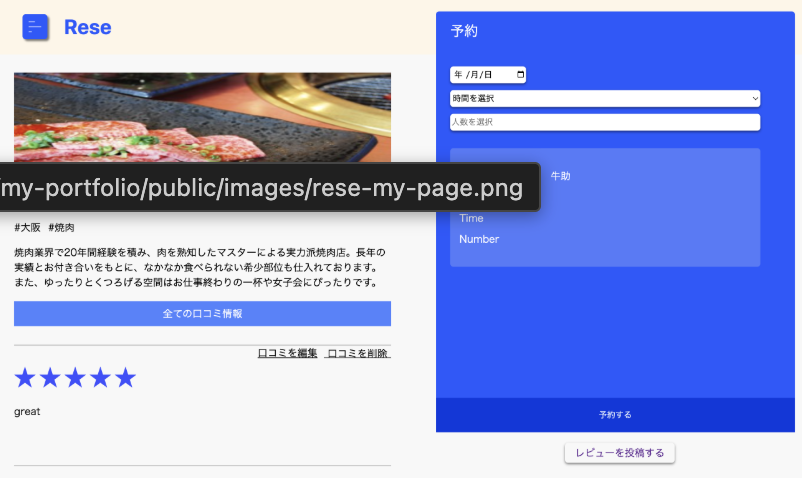 Rese
#大阪 #焼肉
焼肉業界で20年間経験を積み、肉を熟知したマスターによる実力派焼肉店。長年の
実績とお付き合いをもとに、なかなか食べられない希少部位も仕入れております。
また、ゆったりとくつろげる空間はお仕事終わりの一杯や女子会にぴったりです。
全ての口コミ情報
口コミを編集 口コミを削除
★★★★★
great
予約
年 /月/日
時間を選択
人数を選択
/my-portfolio/public/images/rese-my-page.png
牛助
Time
Number
予約する
レビューを投稿する